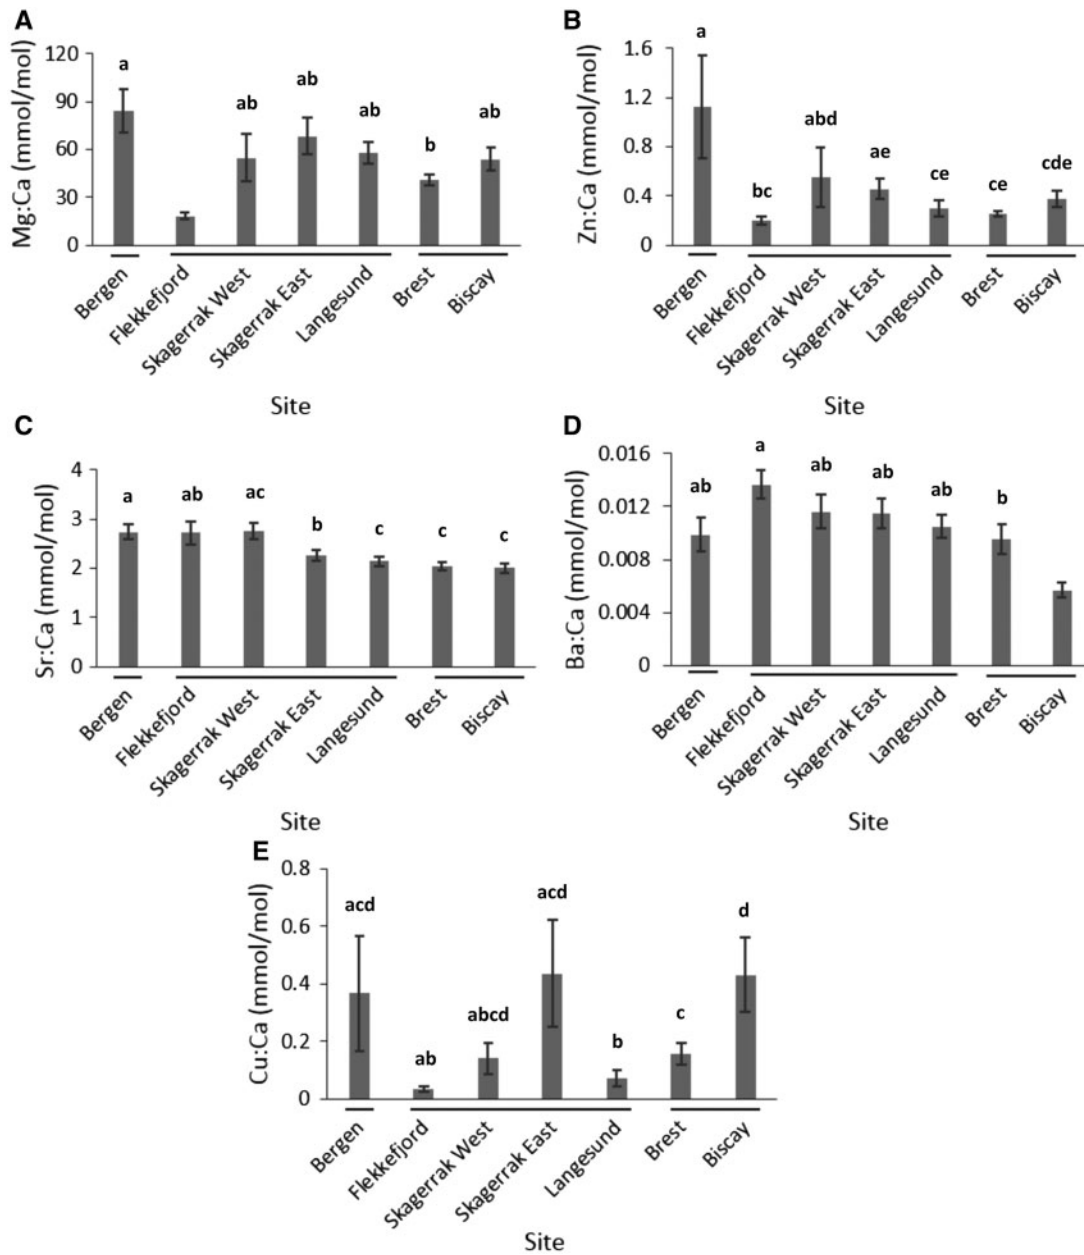 A
Mg:Ca (mmol/mol)
120
90
60
30
0
a
ab
ab
ab
b
ab
Bergen
Flekkefjord
Skagerrak West
Skagerrak East
Langesund
Brest
Biscay
Site
B
Zn:Ca (mmol/mol)
1.6
1.2
0.8
0.4
0
a
bc
abd
ae
ce
ce
cde
Bergen
Flekkefjord
Skagerrak West
Skagerrak East
Langesund
Brest
Biscay
Site
C
Sr:Ca (mmol/mol)
4
3
2
1
0
a
ab
ac
b
c
c
c
Bergen
Flekkefjord
Skagerrak West
Skagerrak East
Langesund
Brest
Biscay
Site
D
Ba:Ca (mmol/mol)
0.016
0.012
0.008
0.004
0
ab
a
ab
ab
ab
b
Bergen
Flekkefjord
Skagerrak West
Skagerrak East
Langesund
Brest
Biscay
Site
E
Cu:Ca (mmol/mol)
0.8
0.6
0.4
0.2
0
acd
ab
abcd
acd
b
c
d
Bergen
Flekkefjord
Skagerrak West
Skagerrak East
Langesund
Brest
Biscay
Site